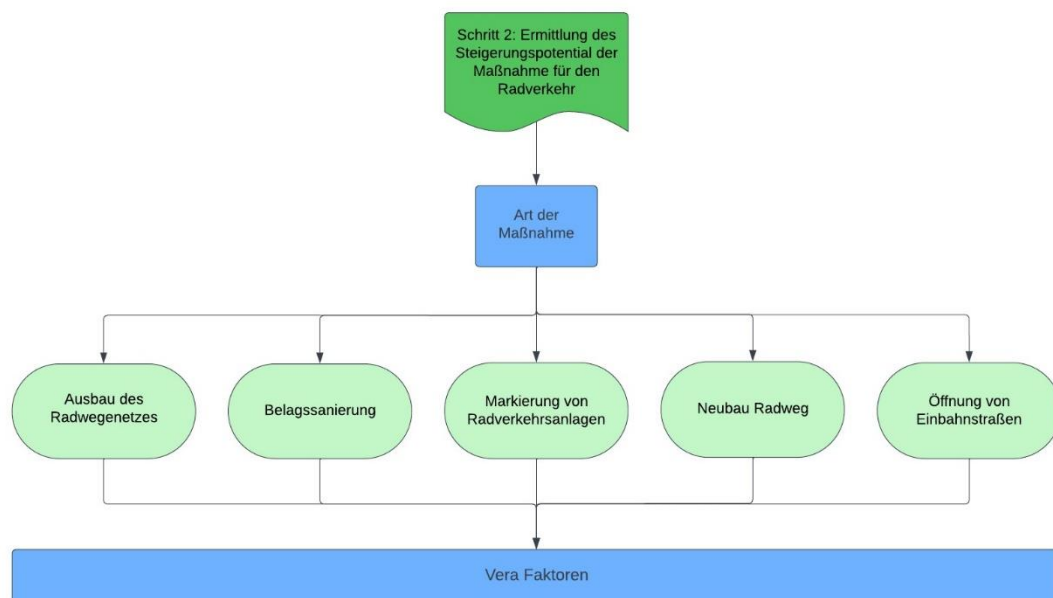 Schritt 2: Ermittlung des
Steigerungspotential der
Maßnahme für den
Radverkehr
Art der
Maßnahme
Ausbau des
Radwegenetzes
Belagssanierung
Markierung von
Radverkehrsanlagen
Neubau Radweg
Öffnung von
Einbahnstraßen
Vera Faktoren